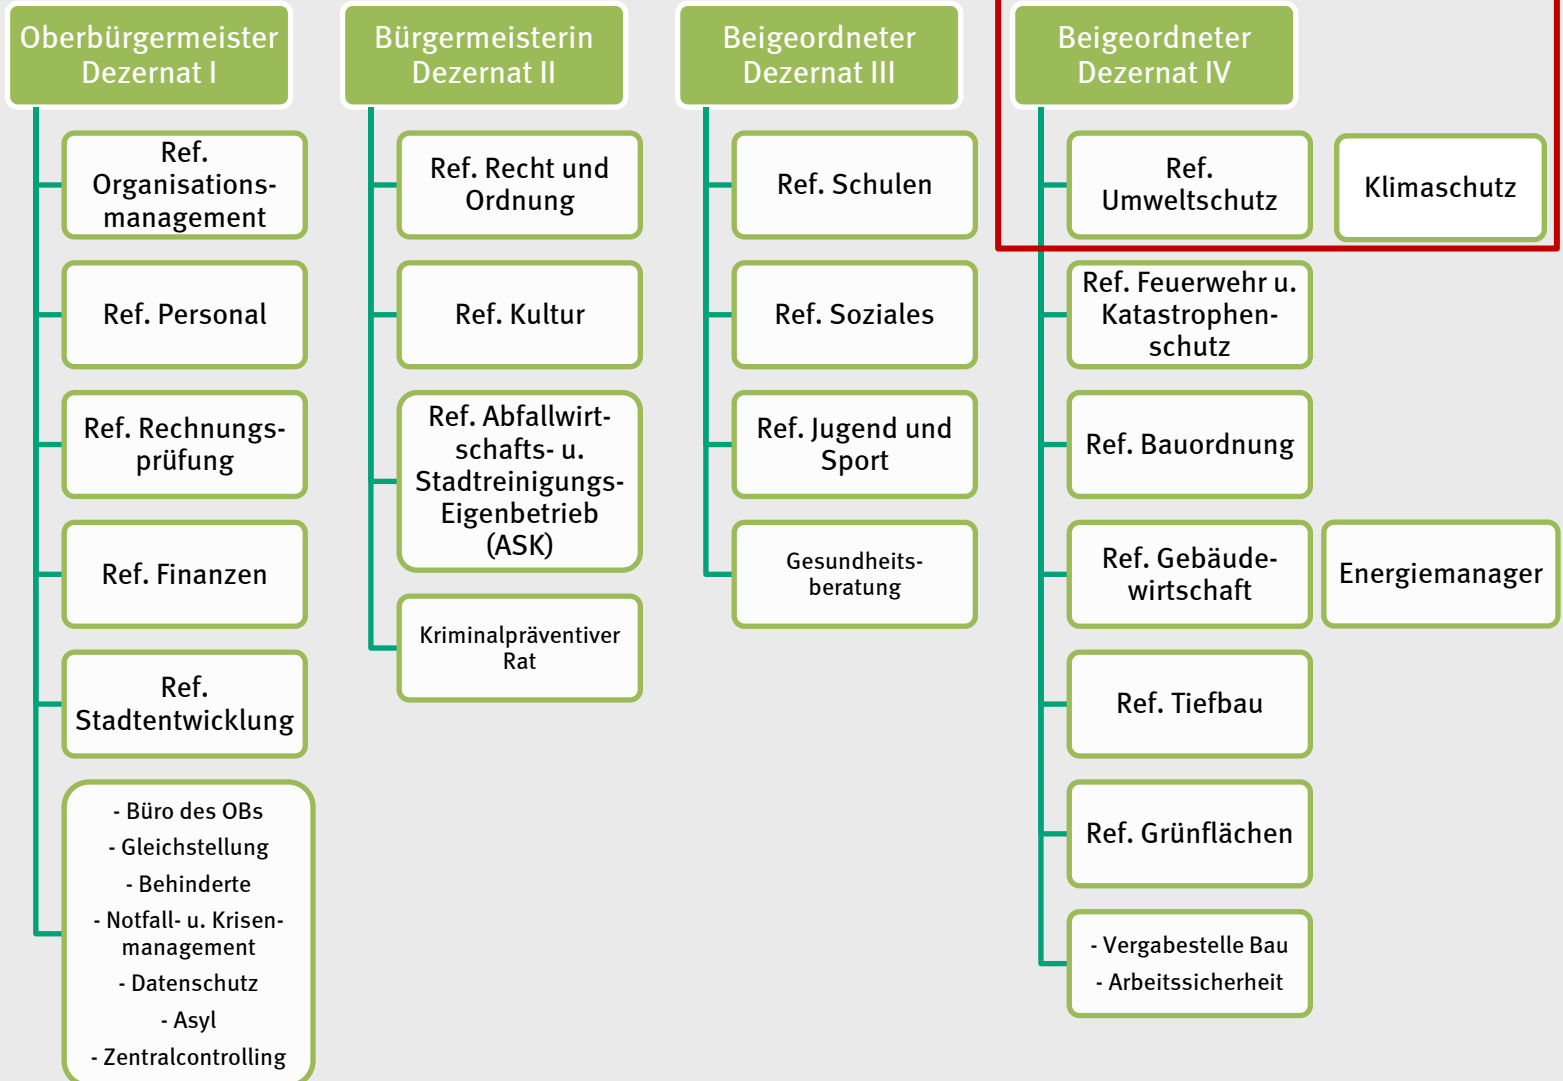 Oberbürgermeister
Dezernat I
Ref.
Organisations-
management
Ref. Personal
Ref. Rechnungs-
prüfung
Ref. Finanzen
Ref.
Stadtentwicklung
- Büro des OBs
- Gleichstellung
- Behinderte
- Notfall- u. Krisen-
management
- Datenschutz
- Asyl
- Zentralcontrolling
Bürgermeisterin
Dezernat II
Ref. Recht und
Ordnung
Ref. Kultur
Ref. Abfallwirt-
schafts- u.
Stadtreinigungs-
Eigenbetrieb
(ASK)
Kriminalpräventiver
Rat
Beigeordneter
Dezernat III
Ref. Schulen
Ref. Soziales
Ref. Jugend und
Sport
Gesundheits-
beratung
Beigeordneter
Dezernat IV
Ref.
Umweltschutz
Klimaschutz
Ref. Feuerwehr u.
Katastrophen-
schutz
Ref. Bauordnung
Ref. Gebäude-
wirtschaft
Energiemanager
Ref. Tiefbau
Ref. Grünflächen
- Vergabestelle Bau
- Arbeitssicherheit